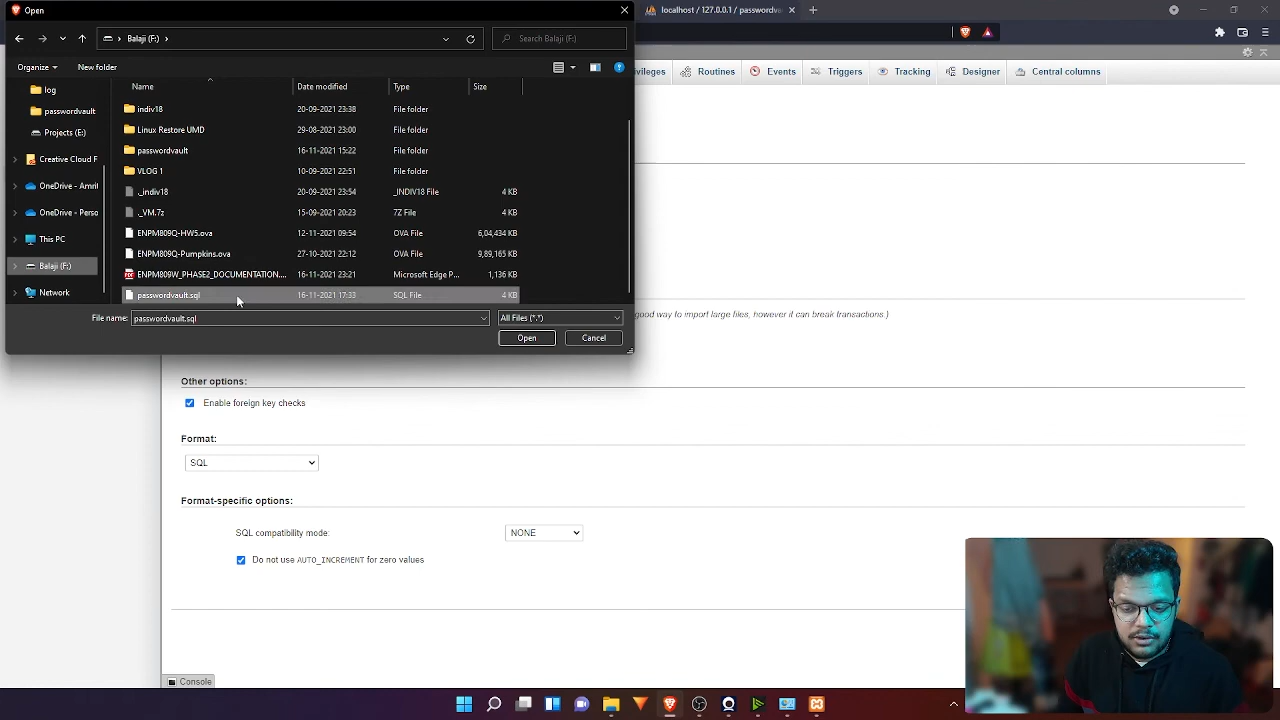 Open
localhost / 127.0.0.1 / passwordva
Balaji (F:)
Search Balaji (F:)
Organize
New folder
vileges
Routines
Events
Triggers
Tracking
Designer
Central columns
Name
Date modified
Type
Size
log
passwordvault
Projects (E:)
Creative Cloud F
OneDrive - Amri
OneDrive - Perso
This PC
Balaji (F:)
Network
indiv18
20-09-2021 23:38
File folder
Linux Restore UMD
29-08-2021 23:00
File folder
passwordvault
16-11-2021 15:22
File folder
VLOG 1
10-09-2021 22:51
File folder
._indiv18
20-09-2021 23:54
_INDIV18 File
4 KB
._VM.7z
15-09-2021 20:23
7Z File
4 KB
ENPM809Q-HW5.ova
12-11-2021 09:54
OVA File
6,04,434 KB
ENPM809Q-Pumpkins.ova
27-10-2021 22:12
OVA File
9,89,165 KB
ENPM809W_PHASE2_DOCUMENTATION....
16-11-2021 23:21
Microsoft Edge P...
1,136 KB
passwordvault.sql
16-11-2021 17:33
SQL File
4 KB
File name:
passwordvault.sql
All Files (*.*)
Open
Cancel
good way to import large files, however it can break transactions.)
Other options:
Enable foreign key checks
Format:
SQL
Format-specific options:
SQL compatibility mode:
NONE
Do not use AUTO_INCREMENT for zero values
Console